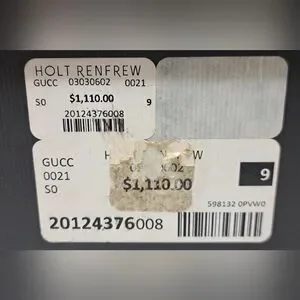 HOLT RENFREW
GUCC 03030602 0021
S0 $1,110.00 9
20124376008
GUCC
0021
S0
$1,110.00
9
598132 0PVW0
20124376008